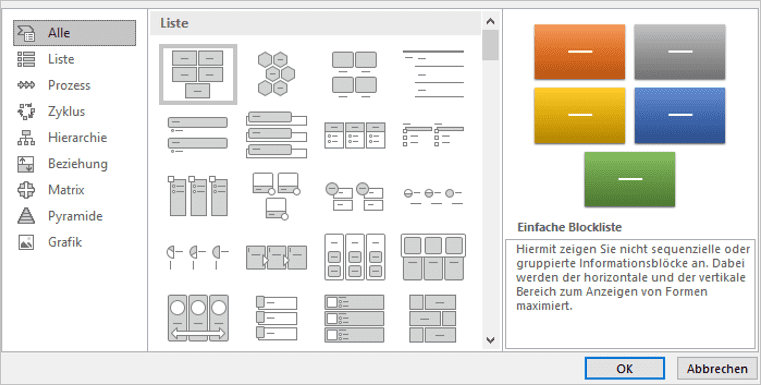 Alle
Liste
Prozess
Zyklus
Hierarchie
Beziehung
Matrix
Pyramide
Grafik
Liste
Einfache Blockliste
Hiermit zeigen Sie nicht sequenzielle oder
gruppierte Informationsblöcke an. Dabei
werden der horizontale und der vertikale
Bereich zum Anzeigen von Formen
maximiert.
OK
Abbrechen